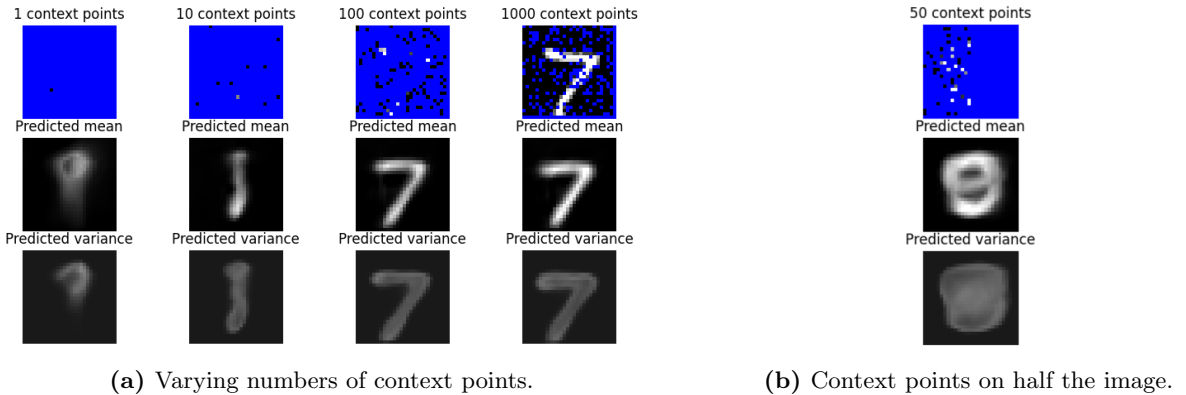 1 context points 10 context points 100 context points 1000 context points 50 context points
Predicted mean Predicted mean Predicted mean Predicted mean Predicted mean
Predicted variance Predicted variance Predicted variance Predicted variance Predicted variance
(a) Varying numbers of context points. (b) Context points on half the image.